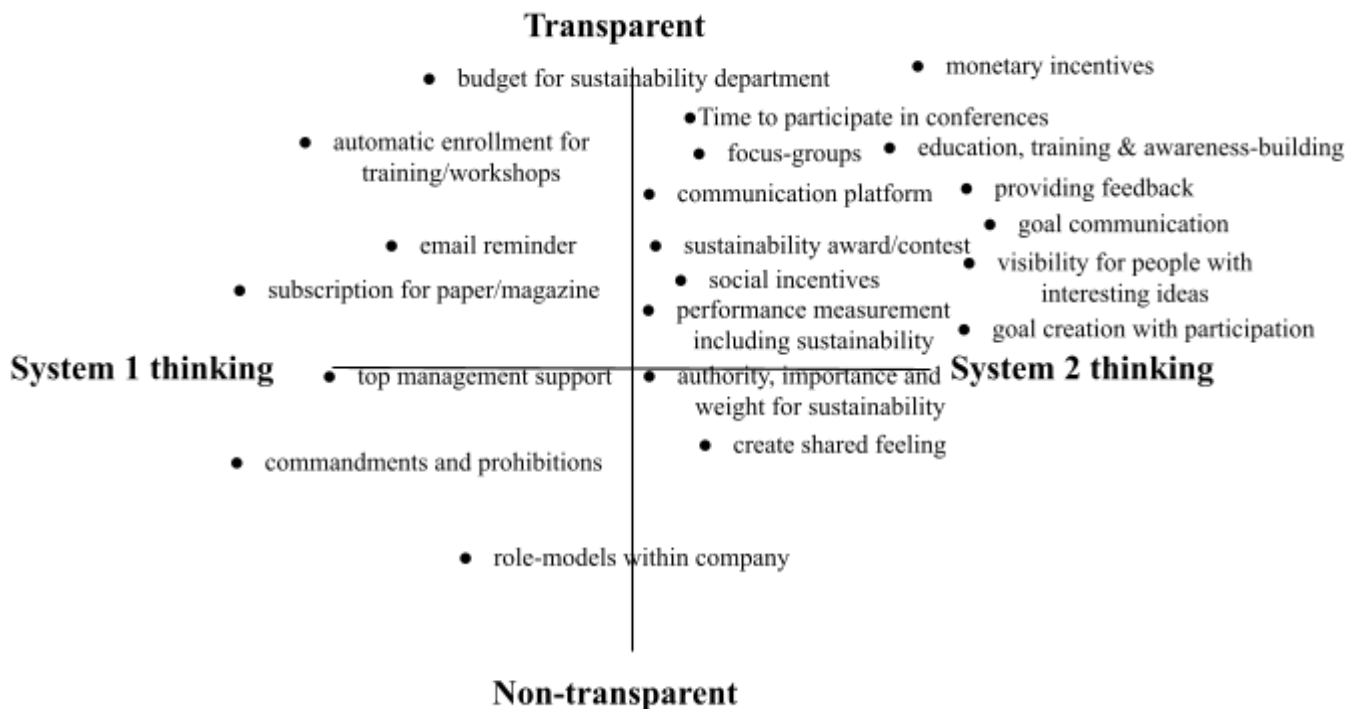 Transparent
• budget for sustainability department
• monetary incentives
•Time to participate in conferences
• automatic enrollment for
training/workshops
• focus-groups
• education, training & awareness-building
• communication platform
• providing feedback
• goal communication
• email reminder
• sustainability award/contest
• visibility for people with
interesting ideas
• social incentives
• subscription for paper/magazine
• performance measurement
including sustainability
• goal creation with participation
System 1 thinking
• top management support
• authority, importance and
weight for sustainability
System 2 thinking
• create shared feeling
• commandments and prohibitions
• role-models within company
Non-transparent